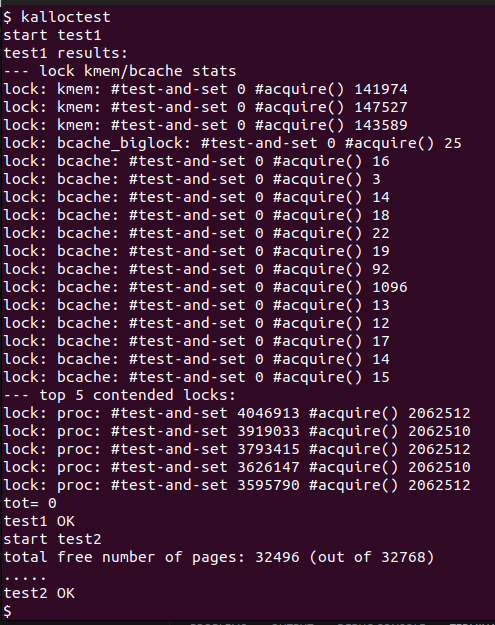 $ kalloctest
start test1
test1 results:
--- lock kmem/bcache stats
lock: kmem: #test-and-set 0 #acquire() 141974
lock: kmem: #test-and-set 0 #acquire() 147527
lock: kmem: #test-and-set 0 #acquire() 143589
lock: bcache_biglock: #test-and-set 0 #acquire() 25
lock: bcache: #test-and-set 0 #acquire() 16
lock: bcache: #test-and-set 0 #acquire() 3
lock: bcache: #test-and-set 0 #acquire() 14
lock: bcache: #test-and-set 0 #acquire() 18
lock: bcache: #test-and-set 0 #acquire() 22
lock: bcache: #test-and-set 0 #acquire() 19
lock: bcache: #test-and-set 0 #acquire() 92
lock: bcache: #test-and-set 0 #acquire() 1096
lock: bcache: #test-and-set 0 #acquire() 13
lock: bcache: #test-and-set 0 #acquire() 12
lock: bcache: #test-and-set 0 #acquire() 17
lock: bcache: #test-and-set 0 #acquire() 14
lock: bcache: #test-and-set 0 #acquire() 15
--- top 5 contended locks:
lock: proc: #test-and-set 4046913 #acquire() 2062512
lock: proc: #test-and-set 3919033 #acquire() 2062510
lock: proc: #test-and-set 3793415 #acquire() 2062512
lock: proc: #test-and-set 3626147 #acquire() 2062510
lock: proc: #test-and-set 3595790 #acquire() 2062512
tot= 0
test1 OK
start test2
total free number of pages: 32496 (out of 32768)
.....
test2 OK
$